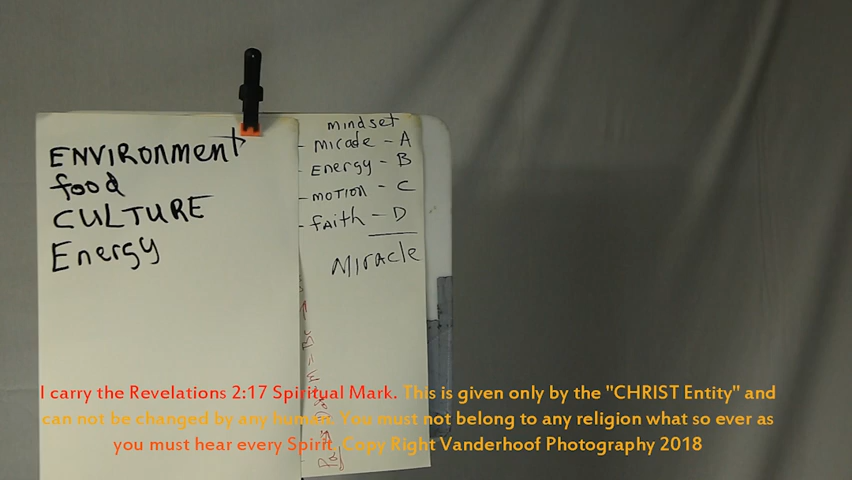 ENVIRONMENT
food
CULTURE
Energy
mindset
- miracle - A
- Energy - B
- MOTION - C
- fAith - D
Miracle
I carry the Revelations 2:17 Spiritual Mark. This is given only by the "CHRIST Entity" and
can not be changed by any human. You must not belong to any religion what so ever as
you must hear every Spirit. Copy Right Vanderhoof Photography 2018